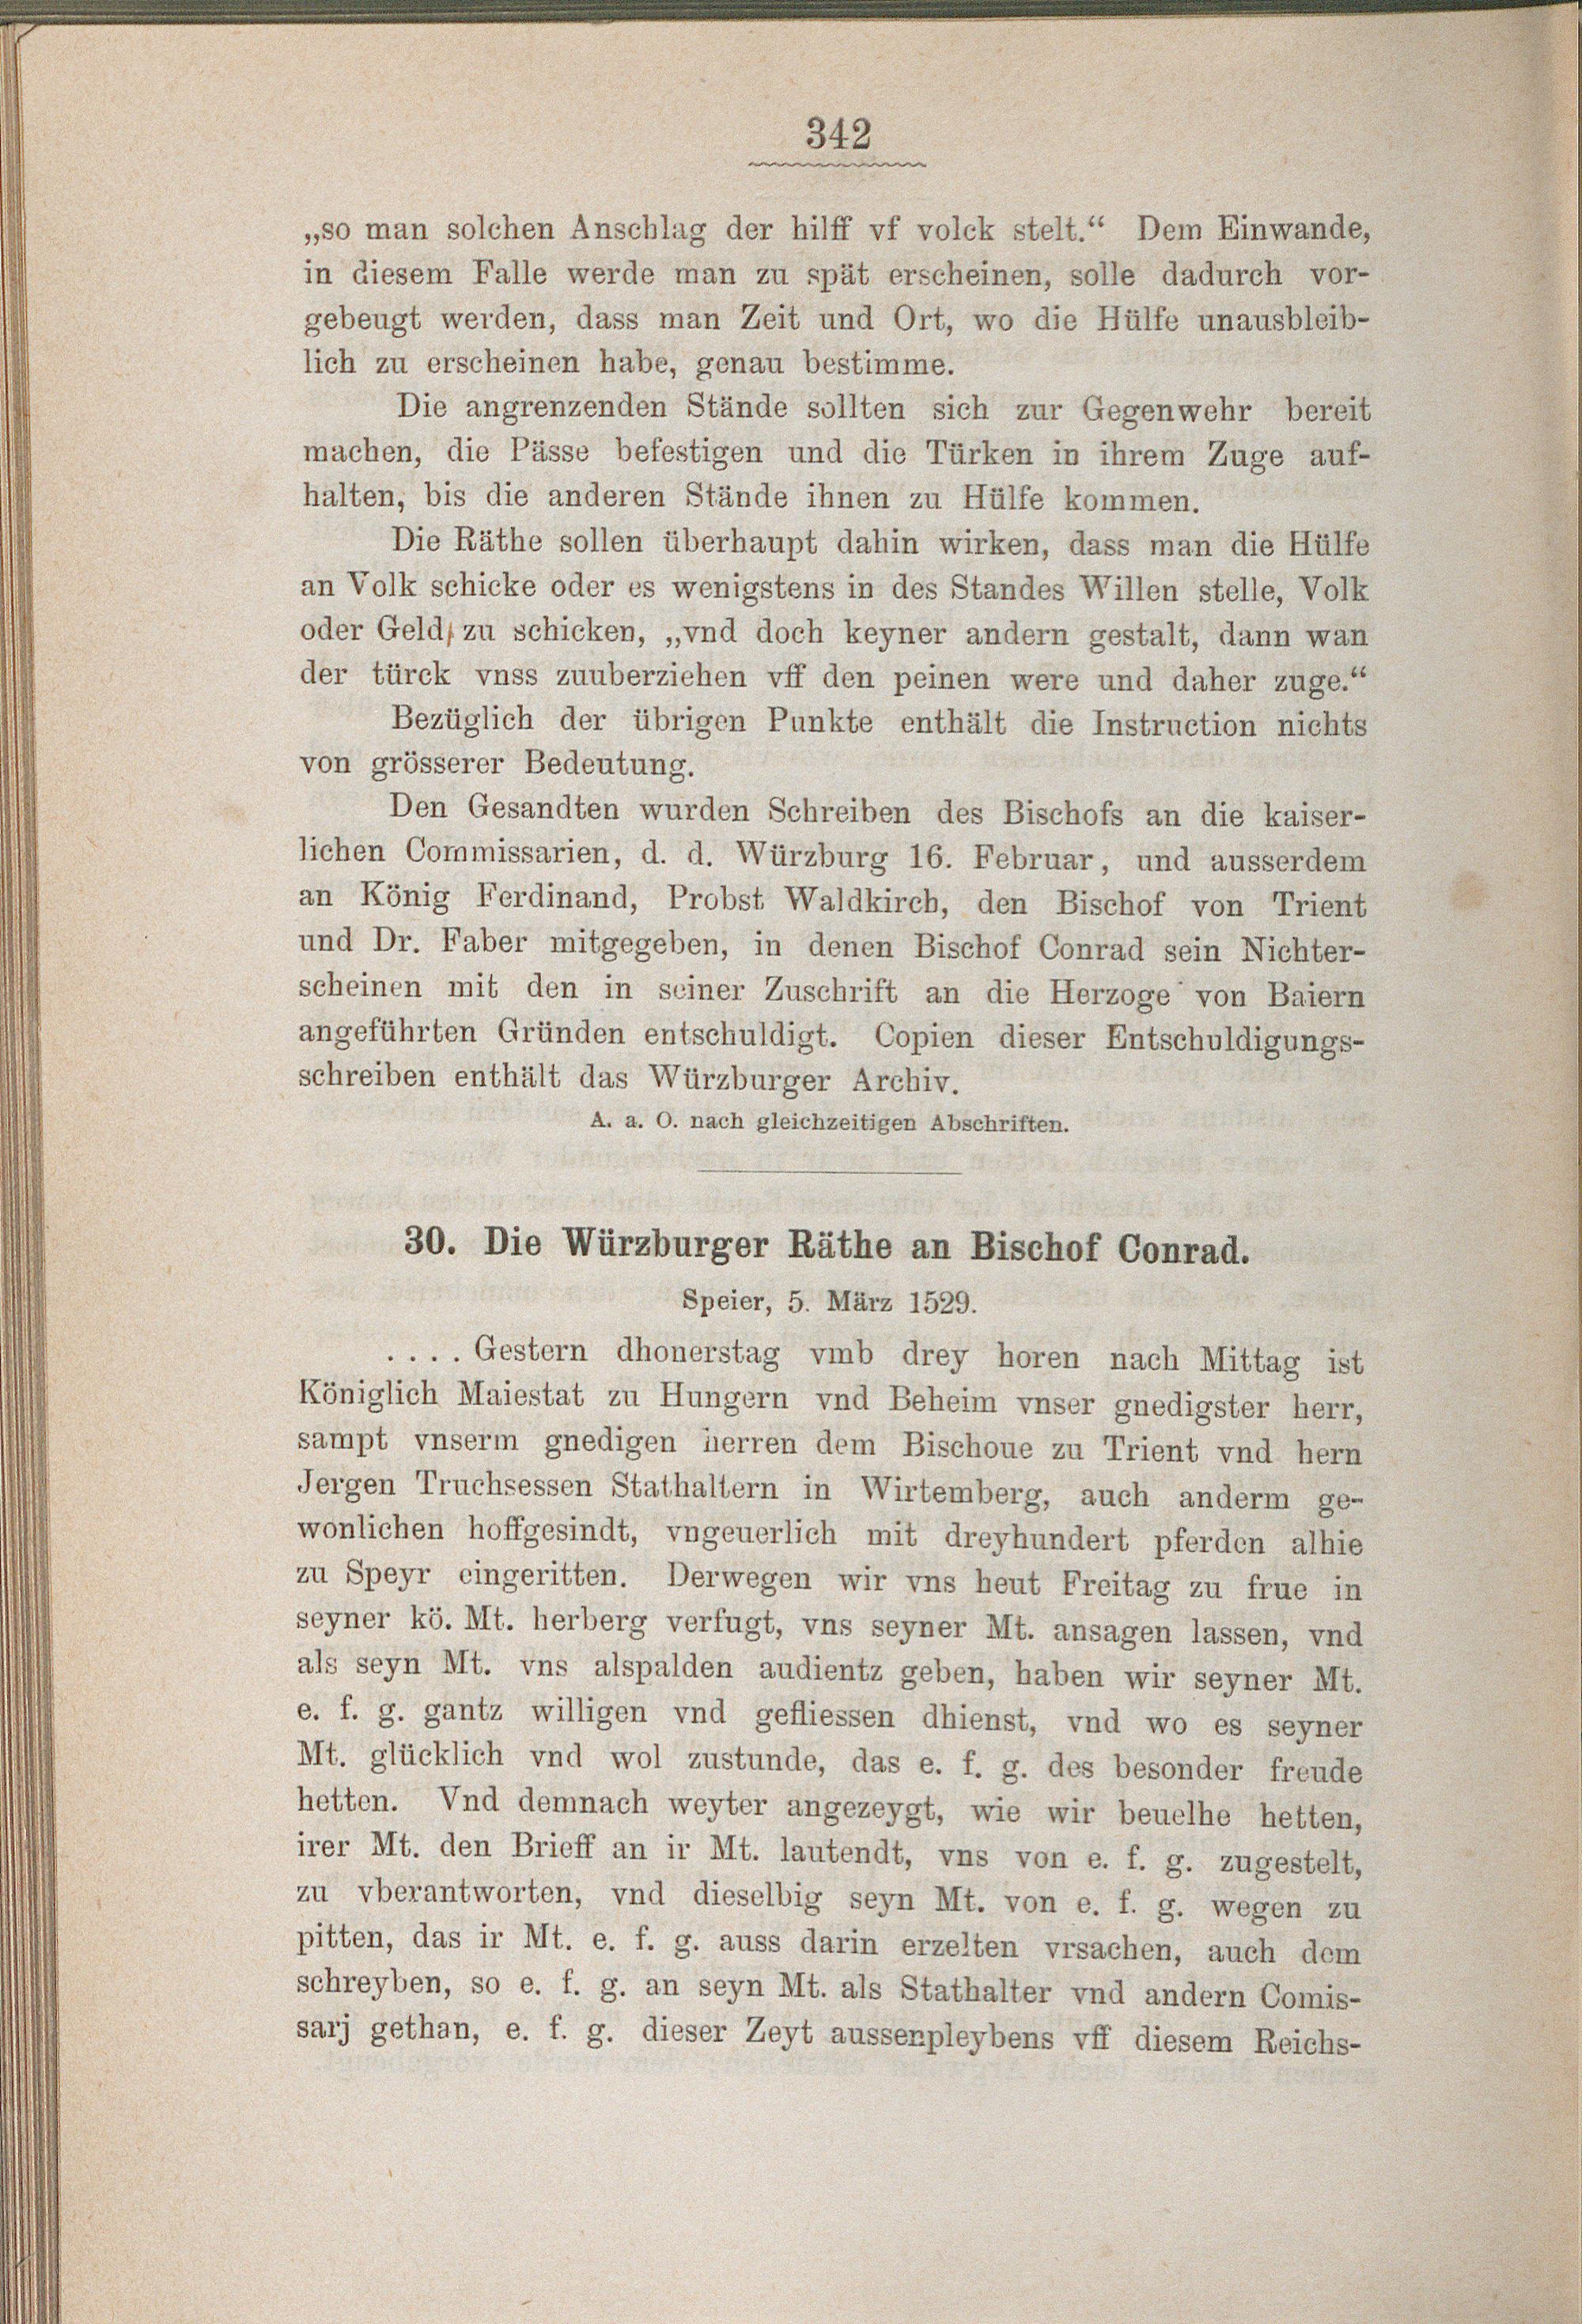 342
„so man solchen Anschlag der hilff vf volck stelt.“ Dem Einwande,
in diesem Falle werde man zu spät erscheinen, solle dadurch vor-
gebeugt werden, dass man Zeit und Ort, wo die Hülfe unausbleib-
lich zu erscheinen habe, genau bestimme.
Die angrenzenden Stände sollten sich zur Gegenwehr bereit
machen, die Pässe befestigen und die Türken in ihrem Zuge auf-
halten, bis die anderen Stände ihnen zu Hülfe kommen.
Die Räthe sollen überhaupt dahin wirken, dass man die Hülfe
an Volk schicke oder es wenigstens in des Standes Willen stelle, Volk
oder Geld, zu schicken, „vnd doch keyner andern gestalt, dann wan
der türck vnss zuuberziehen vff den peinen were und daher zuge.“
Bezüglich der übrigen Punkte enthält die Instruction nichts
von grösserer Bedeutung.
Den Gesandten wurden Schreiben des Bischofs an die kaiser-
lichen Commissarien, d. d. Würzburg 16. Februar, und ausserdem
an König Ferdinand, Probst Waldkirch, den Bischof von Trient
und Dr. Faber mitgegeben, in denen Bischof Conrad sein Nichter-
scheinen mit den in seiner Zuschrift an die Herzoge von Baiern
angeführten Gründen entschuldigt. Copien dieser Entschuldigungs-
schreiben enthält das Würzburger Archiv.
A. a. O. nach gleichzeitigen Abschriften.
30. Die Würzburger Räthe an Bischof Conrad.
Speier, 5. März 1529.
. . . . Gestern dhonerstag vmb drey horen nach Mittag ist
Königlich Maiestat zu Hungern vnd Beheim vnser gnedigster herr,
sampt vnserm gnedigen herren dem Bischoue zu Trient vnd hern
Jergen Truchsessen Stathaltern in Wirtemberg, auch anderm ge-
wonlichen hoffgesindt, vngeuerlich mit dreyhundert pferden alhie
zu Speyr eingeritten. Derwegen wir vns heut Freitag zu frue in
seyner kö. Mt. herberg verfugt, vns seyner Mt. ansagen lassen, vnd
als seyn Mt. vns alspalden audientz geben, haben wir seyner Mt.
e. f. g. gantz willigen vnd gefliessen dhienst, vnd wo es seyner
Mt. glücklich vnd wol zustunde, das e. f. g. des besonder freude
hetten. Vnd demnach weyter angezeygt, wie wir beuelhe hetten,
irer Mt. den Brieff an ir Mt. lautendt, vns von e. f. g. zugestelt,
zu vberantworten, vnd dieselbig seyn Mt. von e. f. g. wegen zu
pitten, das ir Mt. e. f. g. auss darin erzelten vrsachen, auch dem
schreyben, so e. f. g. an seyn Mt. als Stathalter vnd andern Comis-
sarj gethan, e. f. g. dieser Zeyt aussenpleybens vff diesem Reichs-